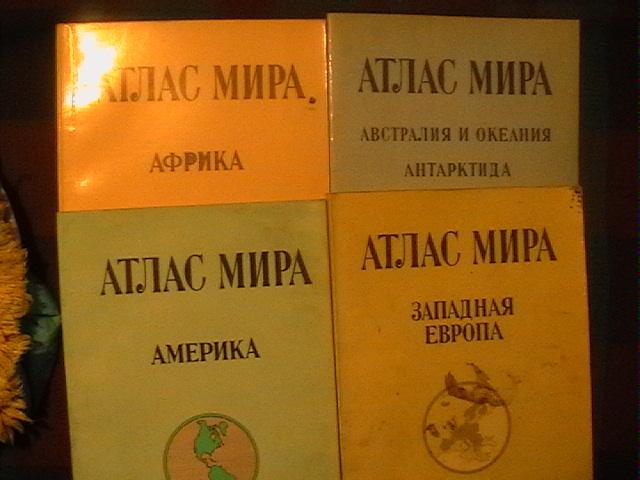 АТЛАС МИРА
АФРИКА
АТЛАС МИРА
АВСТРАЛИЯ И ОКЕАНИЯ
АНТАРКТИДА
АТЛАС МИРА
АМЕРИКА
АТЛАС МИРА
ЗАПАДНАЯ
ЕВРОПА